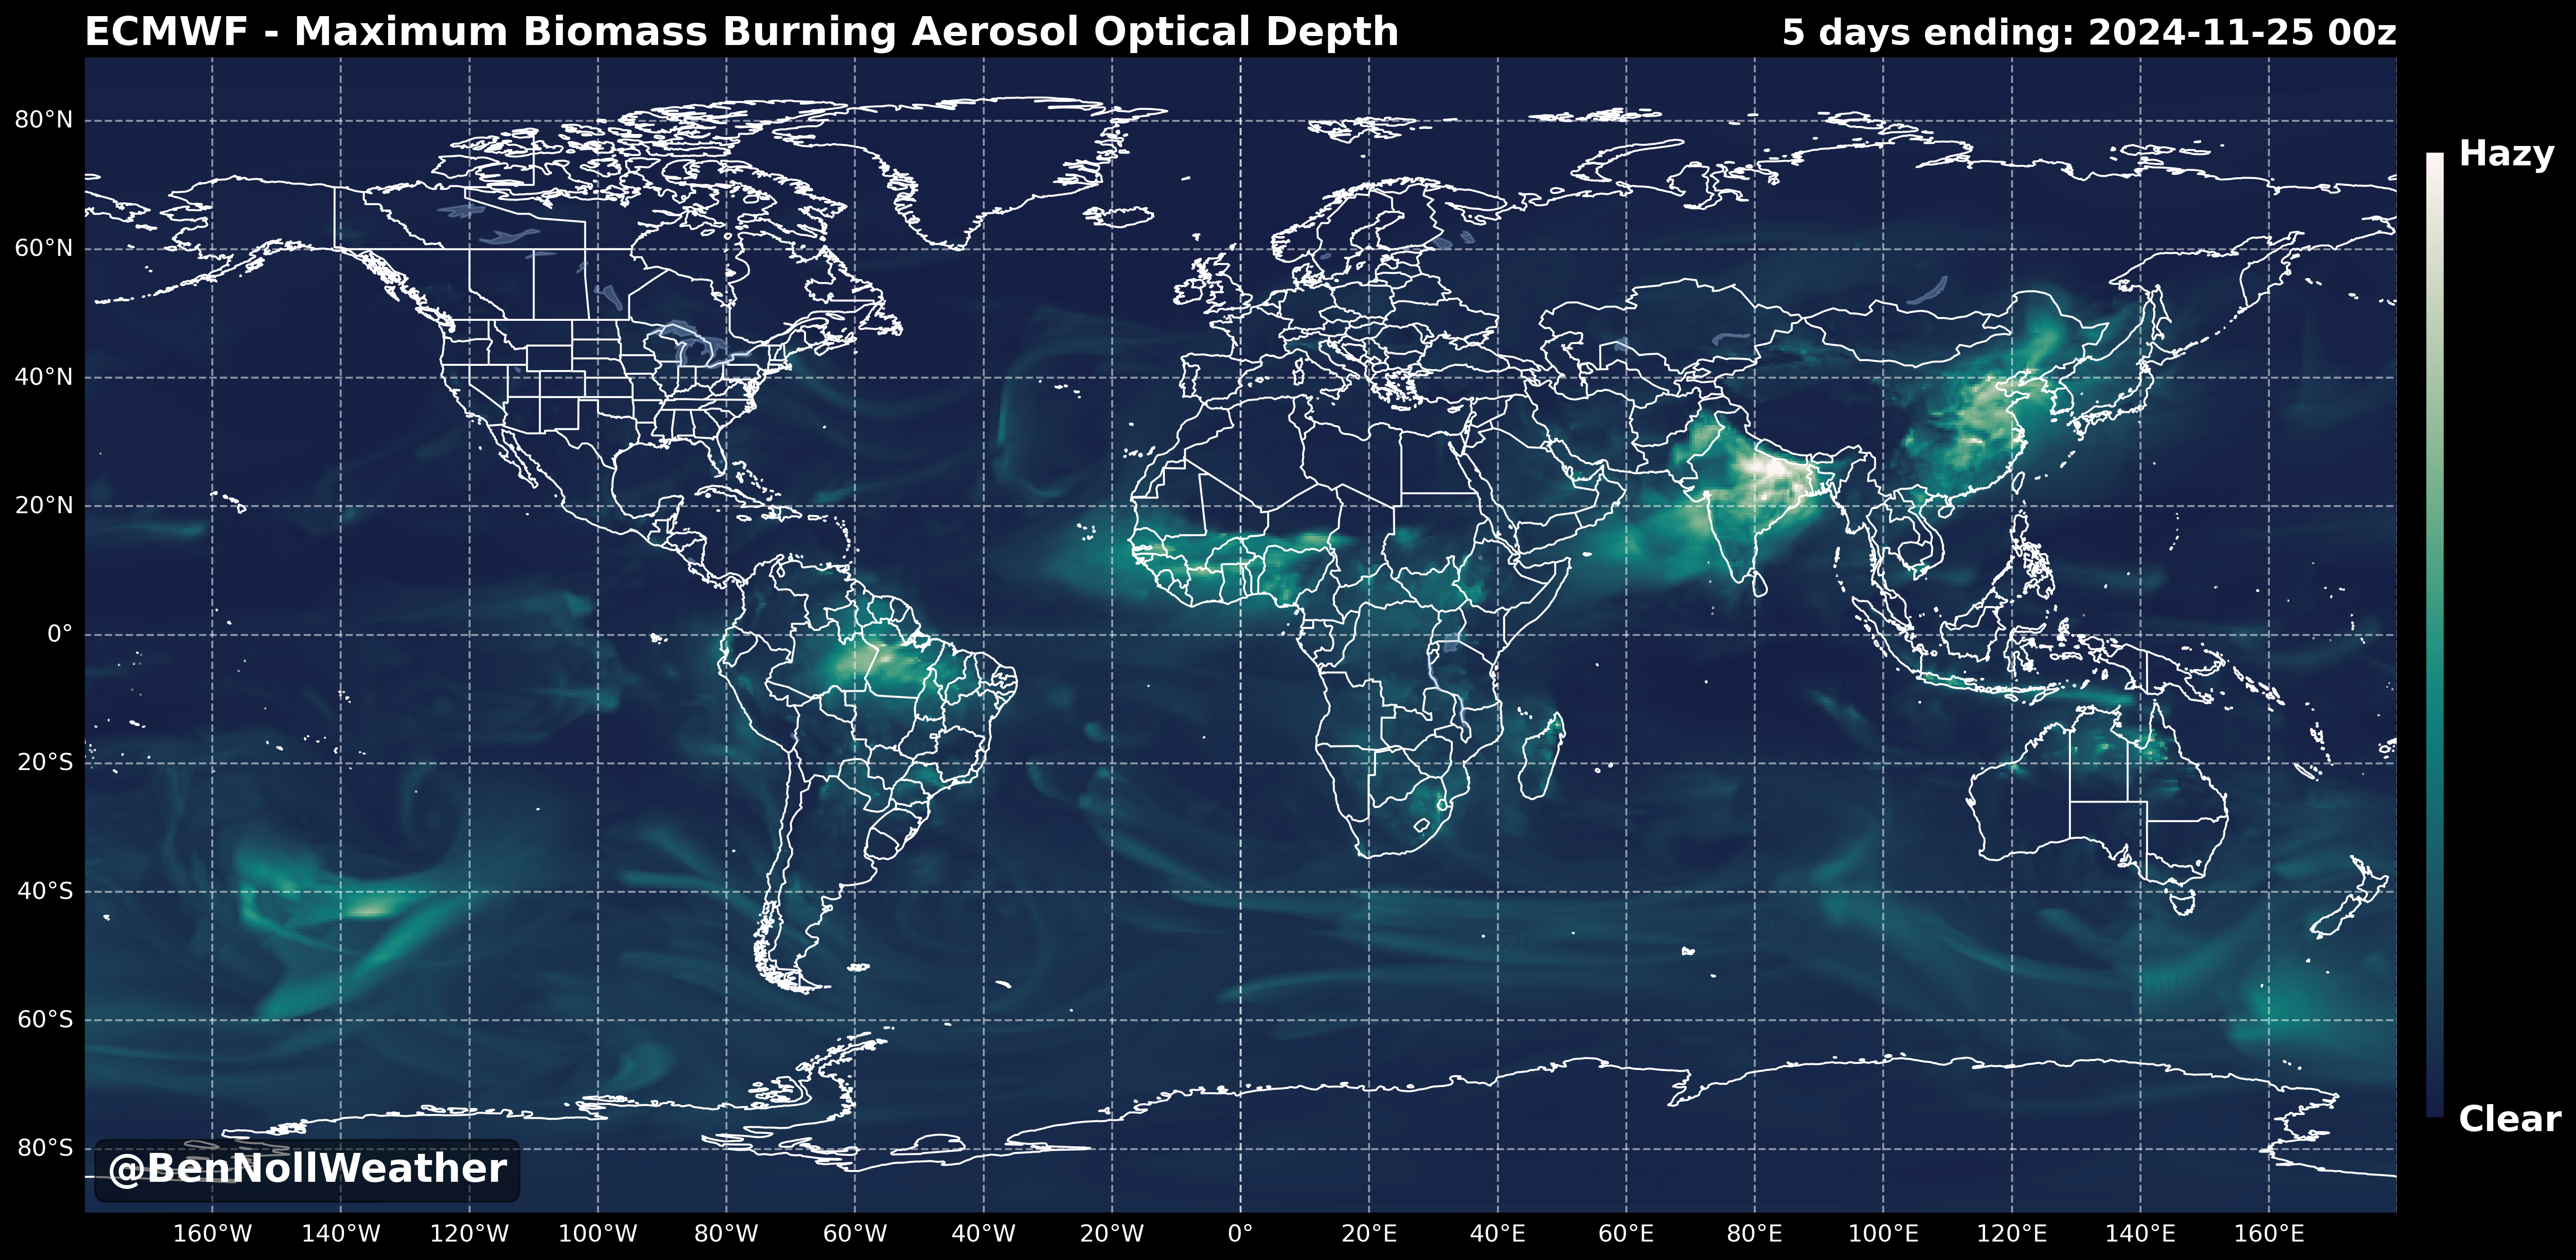 ECMWF - Maximum Biomass Burning Aerosol Optical Depth
5 days ending: 2024-11-25 00z
Hazy
Clear
80°N
60°N
40°N
20°N
0°
20°S
40°S
60°S
80°S
@BenNollWeather
160°W 140°W 120°W 100°W 80°W 60°W 40°W 20°W 0° 20°E 40°E 60°E 80°E 100°E 120°E 140°E 160°E